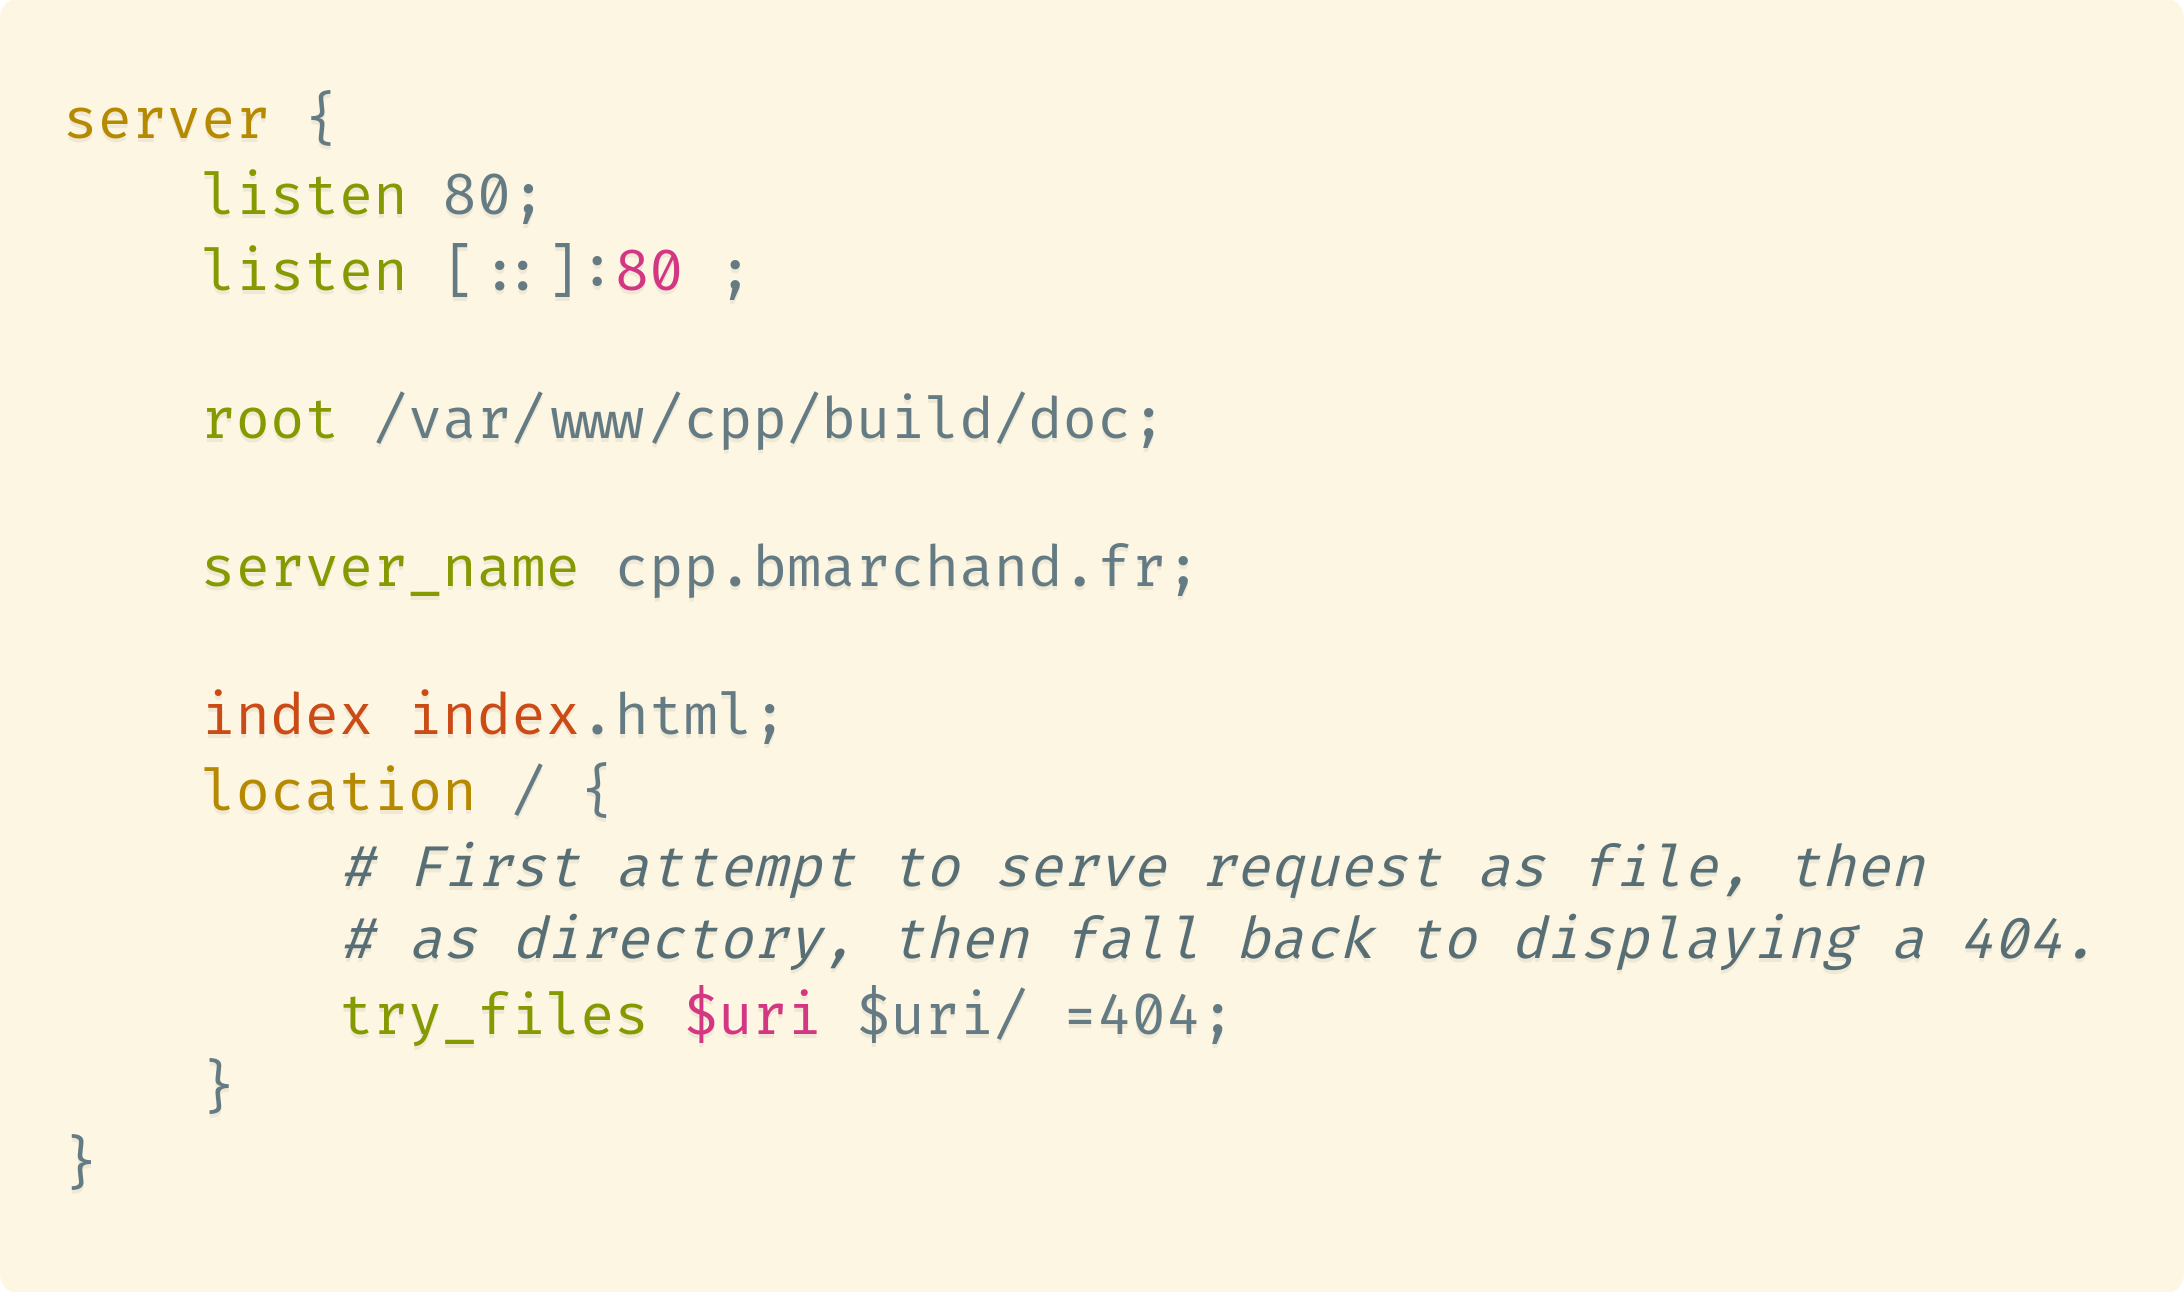 server {
    listen 80;
    listen [::]:80 ;

    root /var/www/cpp/build/doc;

    server_name cpp.bmarchand.fr;

    index index.html;
    location / {
        # First attempt to serve request as file, then
        # as directory, then fall back to displaying a 404.
        try_files $uri $uri/ =404;
    }
}